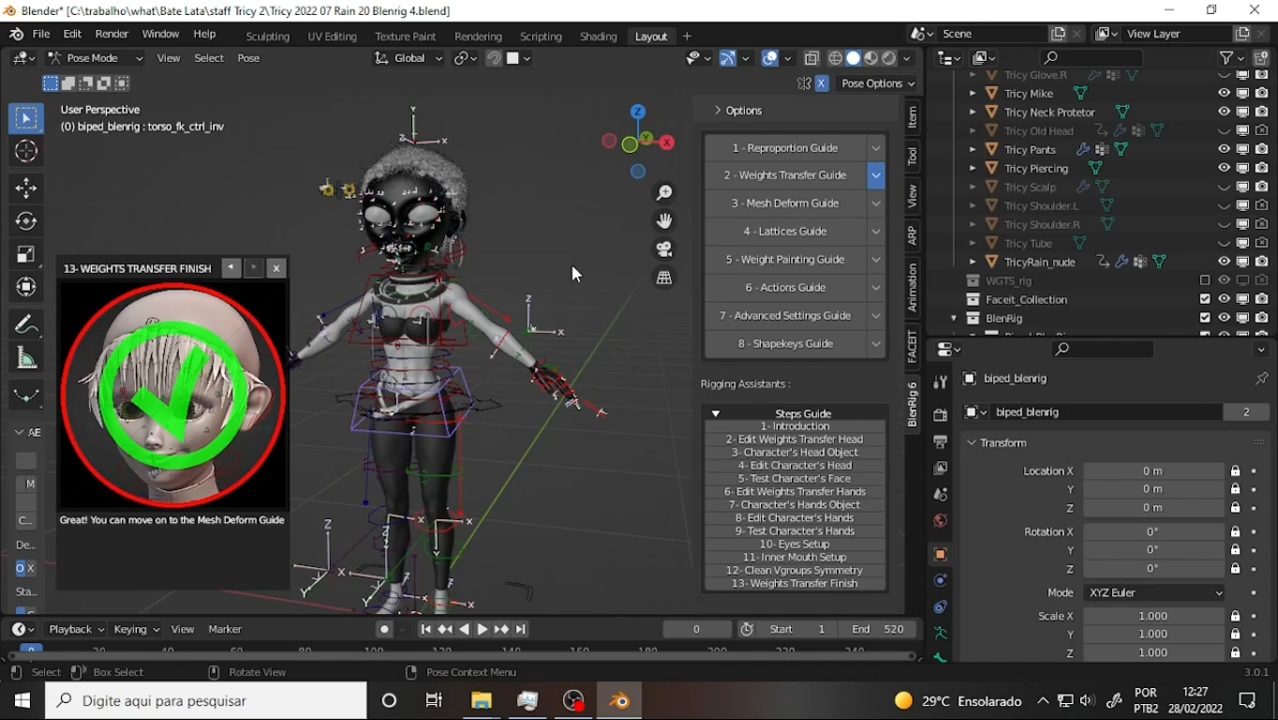 Blender* [C:\trabalho\what\Bate Lata\staff Tricy 2\Tricy 2022 07 Rain 20 Blenrig 4.blend]
File Edit Render Window Help Sculpting UV Editing Texture Paint Rendering Scripting Shading Layout + Scene View Layer
Pose Mode View Select Pose Global
X Pose Options
User Perspective
(0) biped_blenrig : torso_fk_ctrl_inv
Options
1 - Reproportion Guide
2 - Weights Transfer Guide
3 - Mesh Deform Guide
4 - Lattices Guide
5 - Weight Painting Guide
6 - Actions Guide
7 - Advanced Settings Guide
8 - Shapekeys Guide
Rigging Assistants :
Steps Guide
1- Introduction
2- Edit Weights Transfer Head
3- Character's Head Object
4- Edit Character's Head
5- Test Character's Face
6- Edit Weights Transfer Hands
7- Character's Hands Object
8- Edit Character's Hands
9- Test Character's Hands
10- Eyes Setup
11- Inner Mouth Setup
12- Clean Vgroups Symmetry
13- Weights Transfer Finish
Item
Tool
View
ARP
Animation
FACEIT
BlenRig 6
13- WEIGHTS TRANSFER FINISH
Great! You can move on to the Mesh Deform Guide
AE
M
C...
De...
O X
Sta...
Tricy Glove.R
Tricy Mike
Tricy Neck Protetor
Tricy Old Head
Tricy Pants
Tricy Piercing
Tricy Scalp
Tricy Shoulder.L
Tricy Shoulder.R
Tricy Tube
TricyRain_nude
WGTS_rig
Faceit_Collection
BlenRig
biped_blenrig
biped_blenrig 2
Transform
Location X 0 m
Y 0 m
Z 0 m
Rotation X 0°
Y 0°
Z 0°
Mode XYZ Euler
Scale X 1.000
Y 1.000
Z 1.000
Playback Keying View Marker 0 Start 1 End 520
Select Box Select Rotate View Pose Context Menu 3.0.1
Digite aqui para pesquisar
29°C Ensolarado
POR
PTB2
12:27
28/02/2022